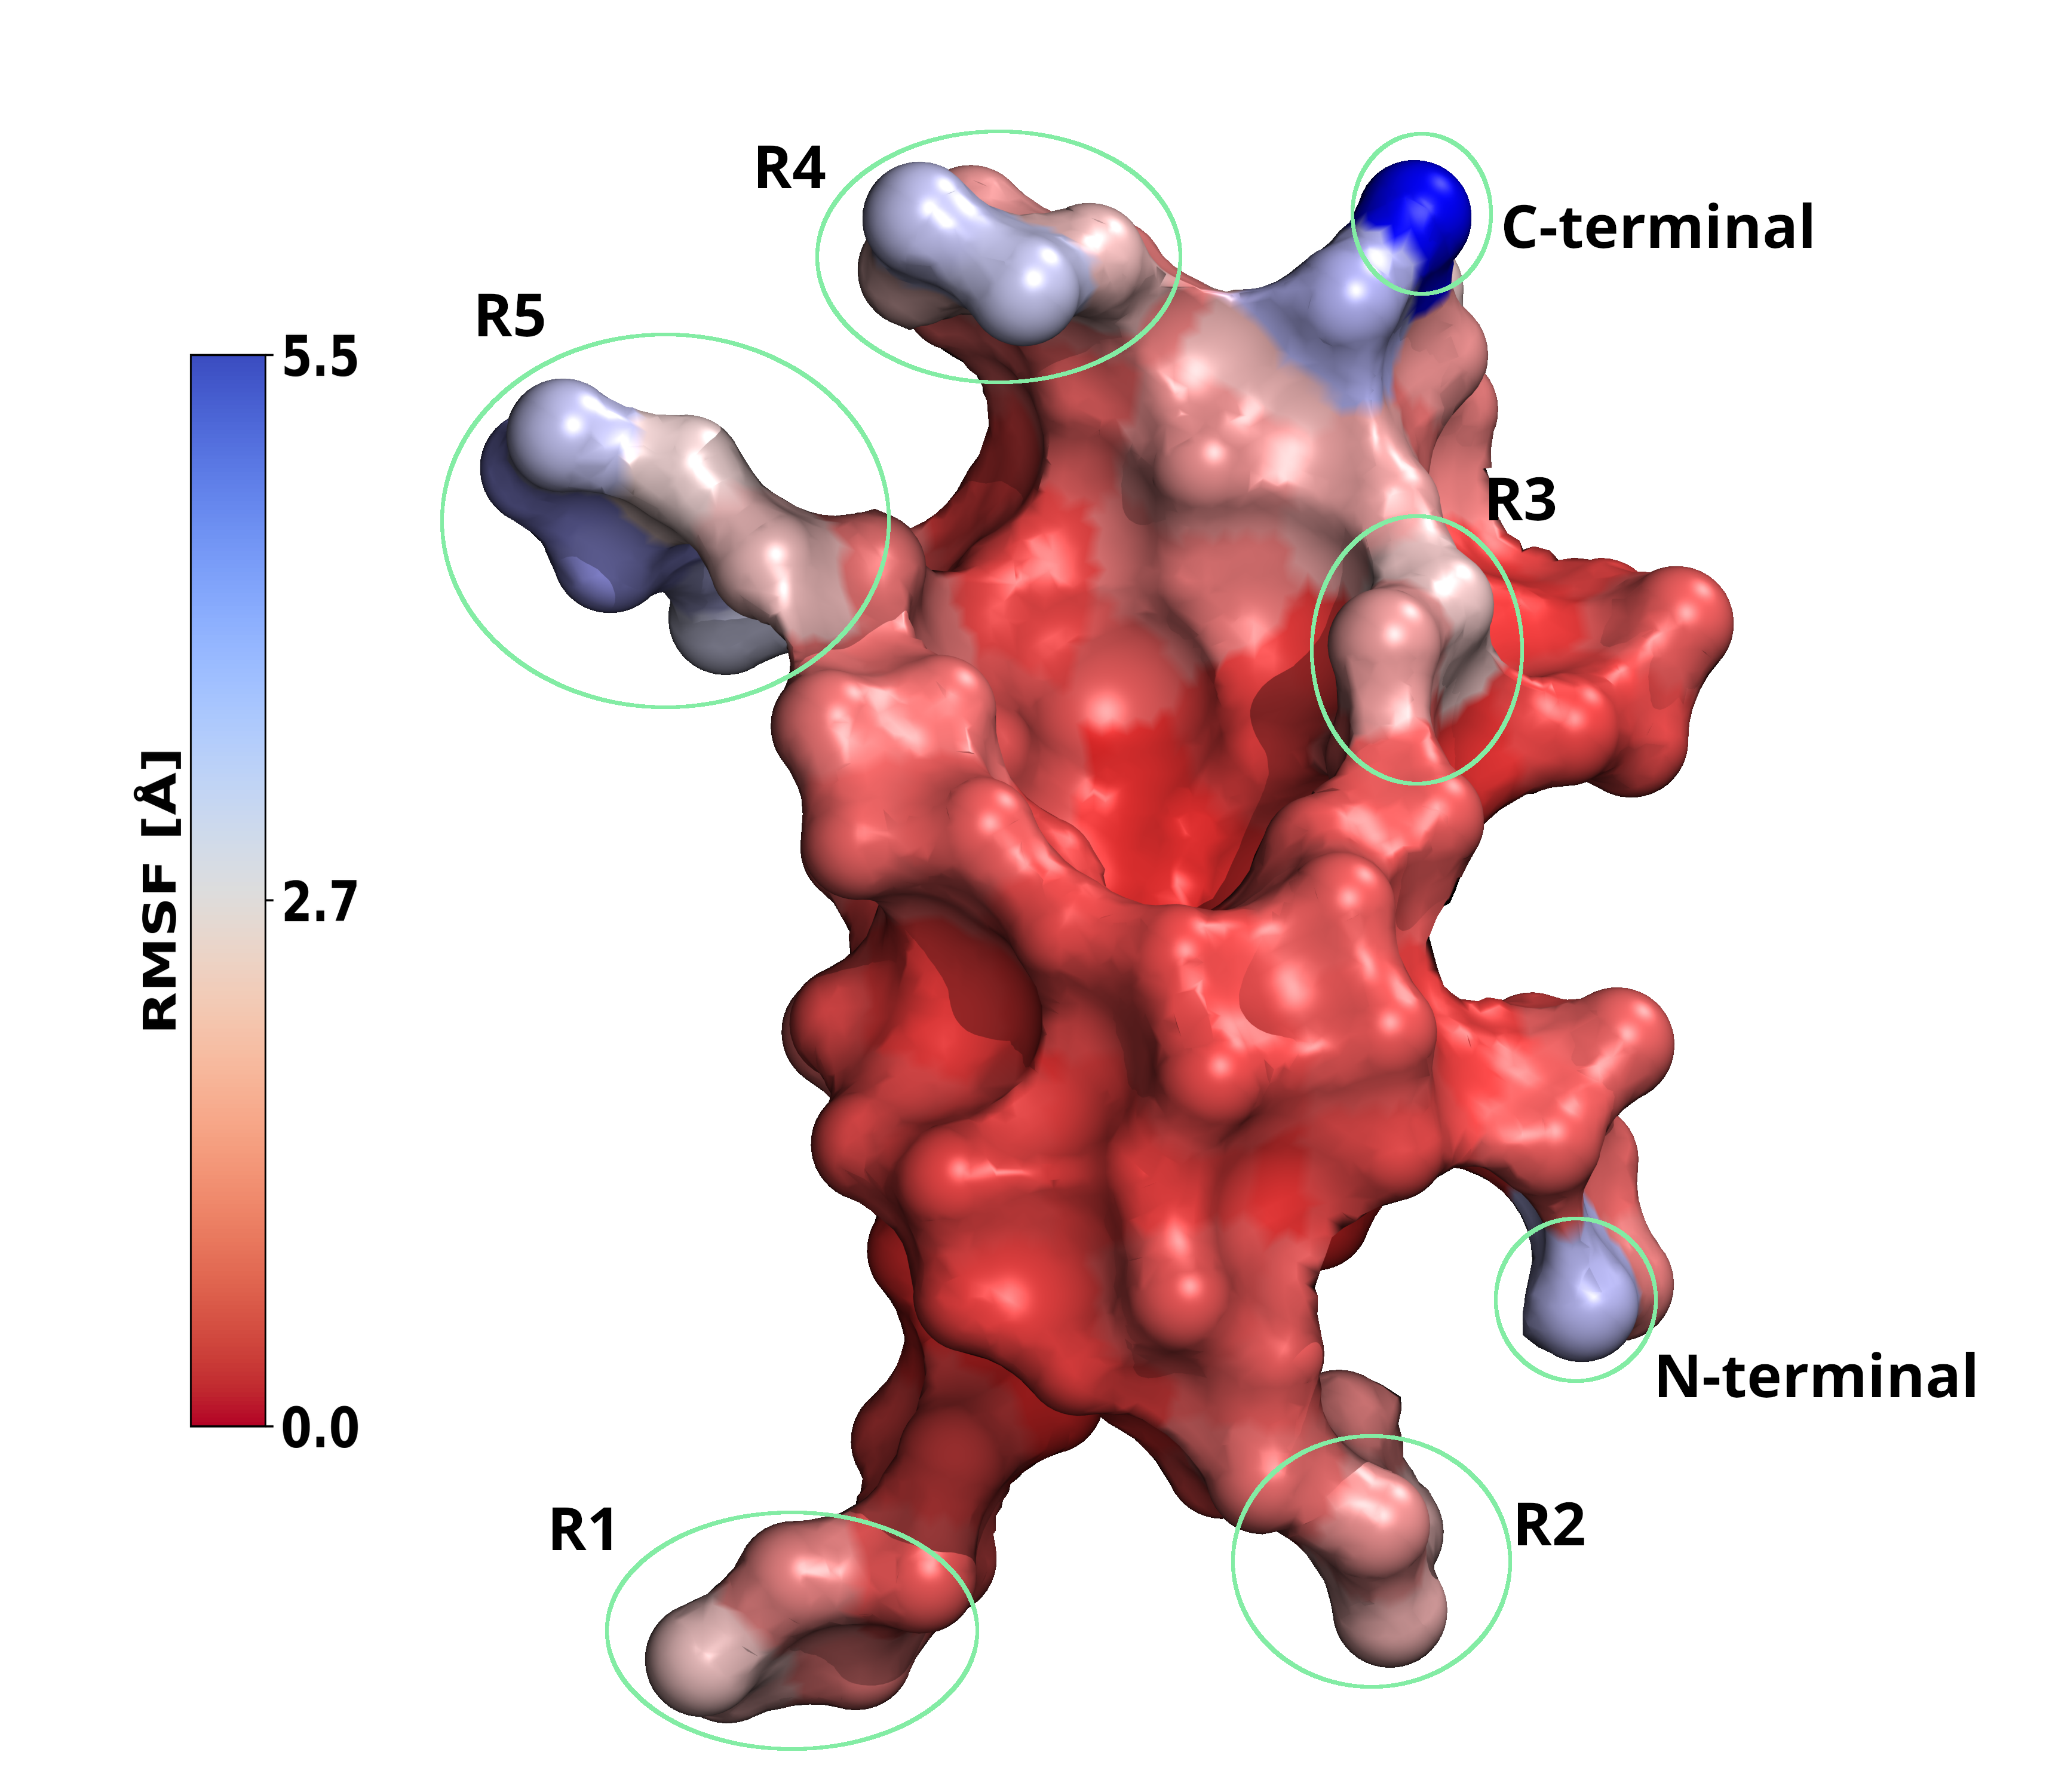 R4
C-terminal
R5
5.5
R3
RMSF [Å]
2.7
N-terminal
0.0
R1
R2